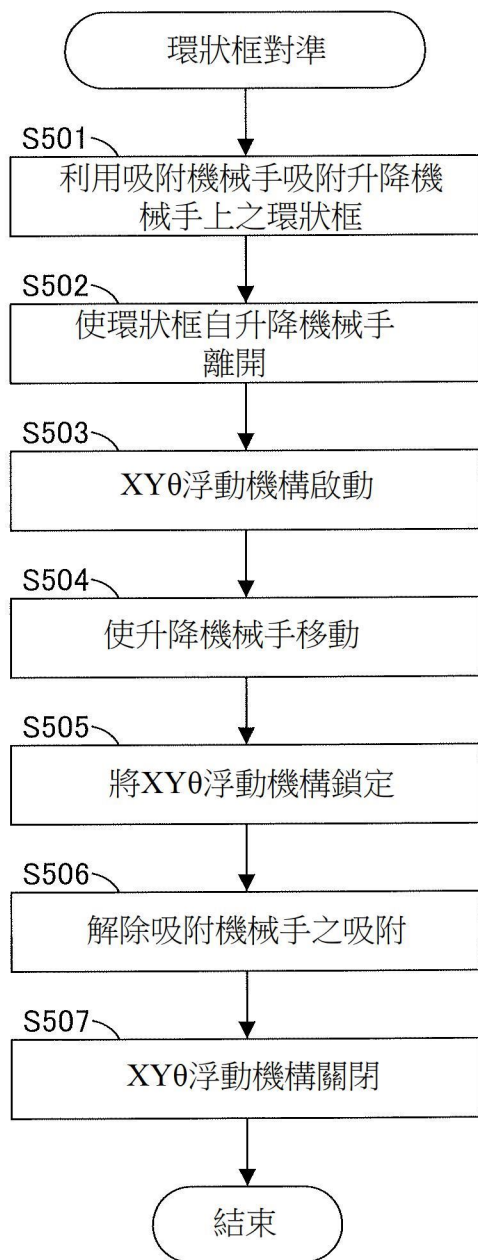 環狀框對準
S501
利用吸附機械手吸附升降機
械手上之環狀框
S502
使環狀框自升降機械手
離開
S503
XYθ浮動機構啟動
S504
使升降機械手移動
S505
將XYθ浮動機構鎖定
S506
解除吸附機械手之吸附
S507
XYθ浮動機構關閉
結束